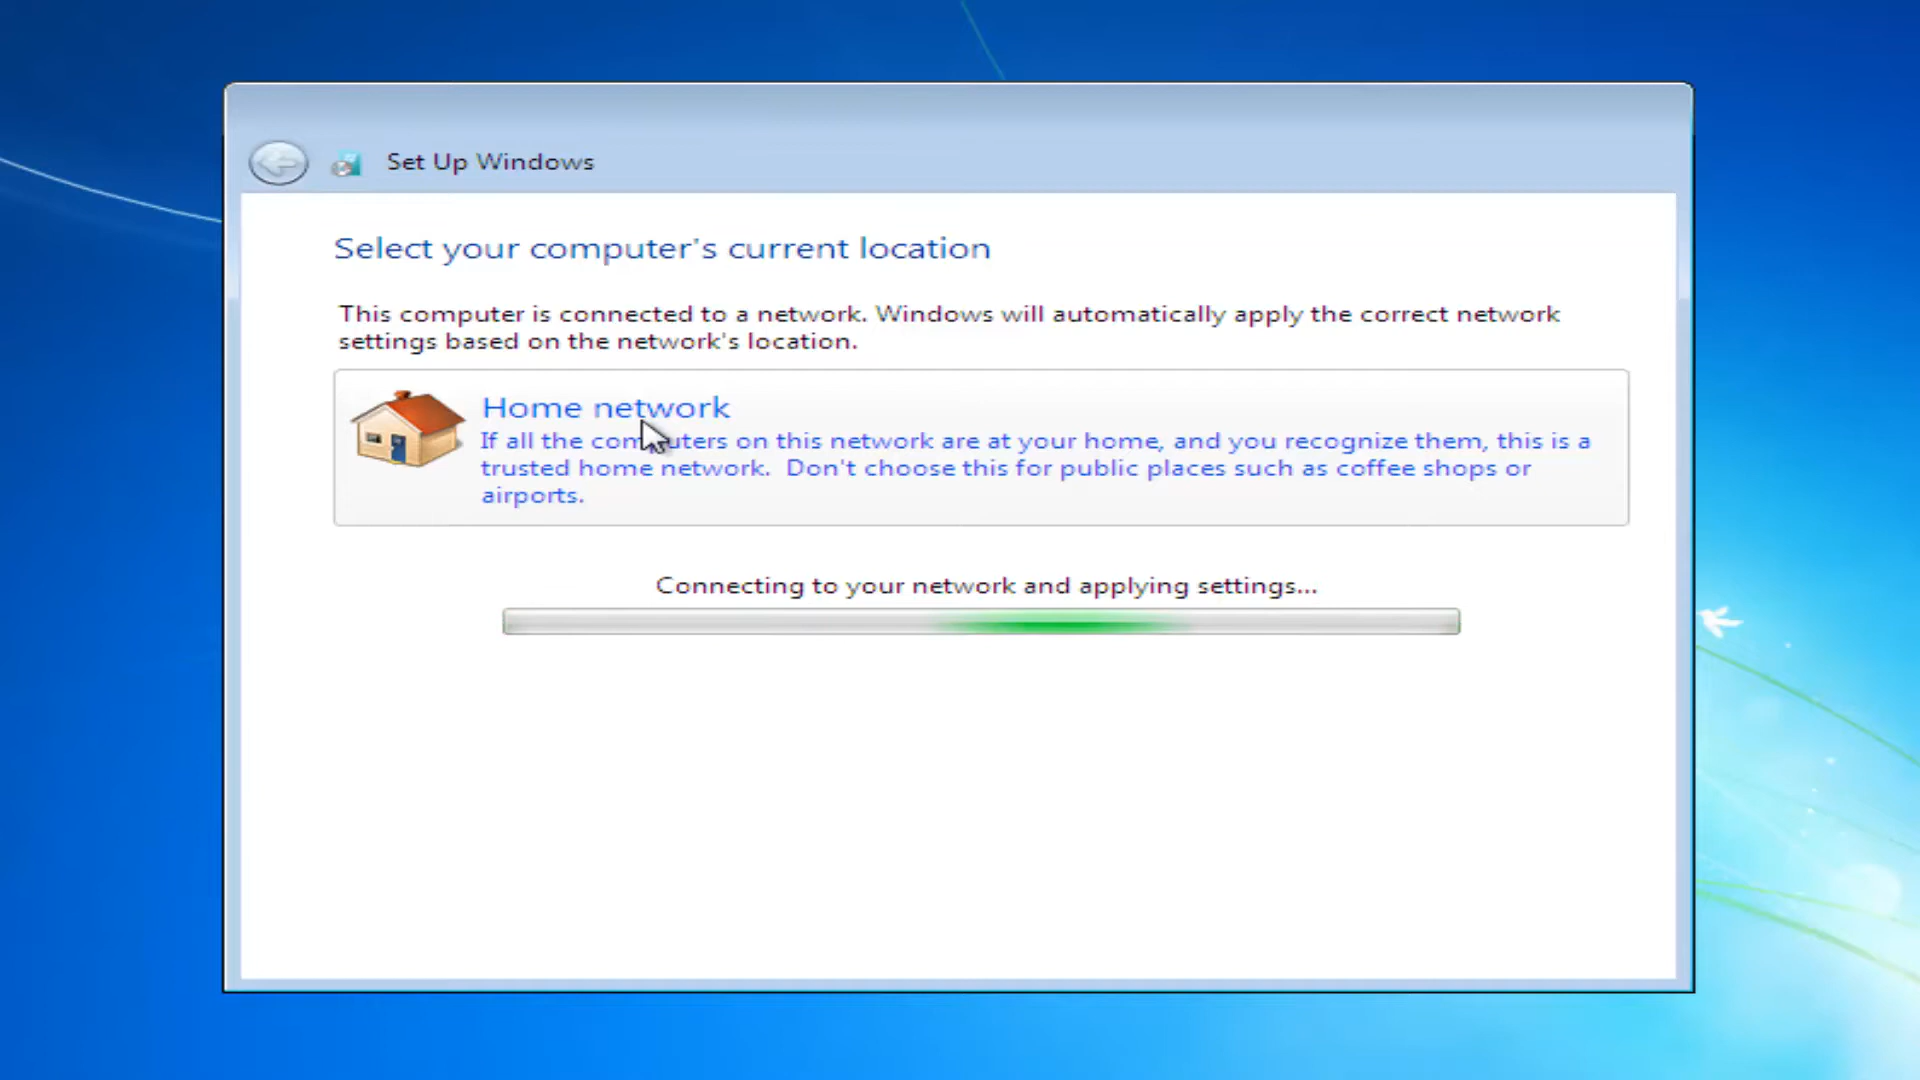 Set Up Windows
Select your computer's current location
This computer is connected to a network. Windows will automatically apply the correct network
settings based on the network's location.
Home network
If all the computers on this network are at your home, and you recognize them, this is a
trusted home network. Don't choose this for public places such as coffee shops or
airports.
Connecting to your network and applying settings...